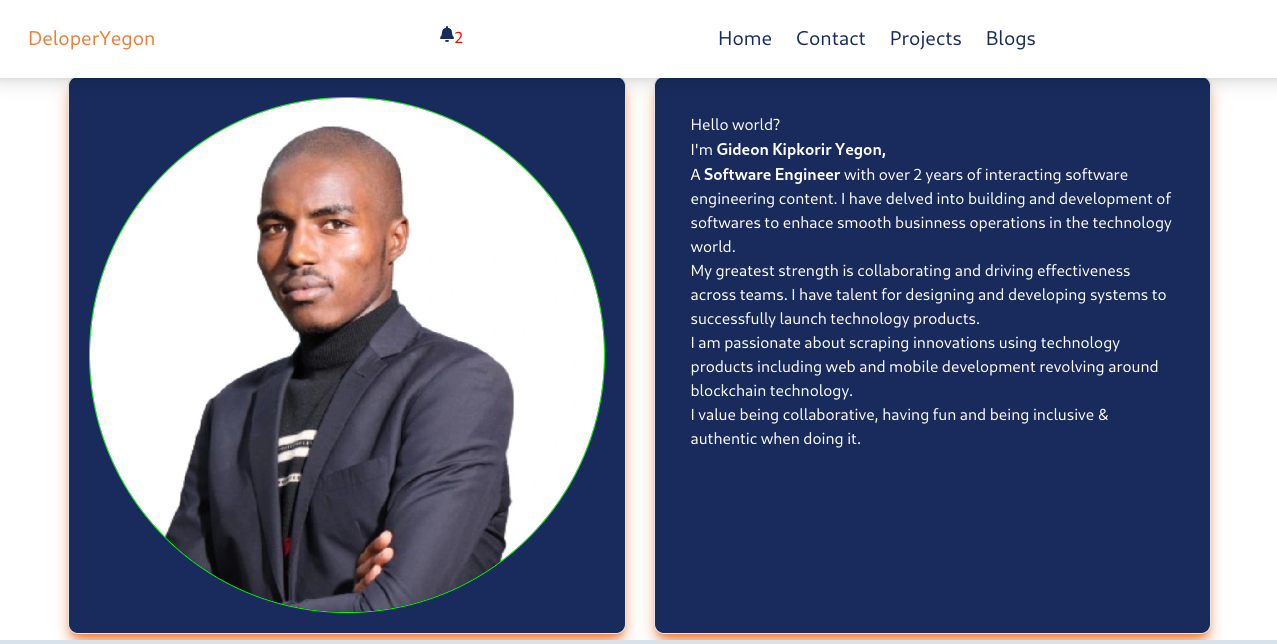 DeloperYegon
2
Home Contact Projects Blogs
Hello world?
I'm Gideon Kipkorir Yegon,
A Software Engineer with over 2 years of interacting software
engineering content. I have delved into building and development of
softwares to enhace smooth businness operations in the technology
world.
My greatest strength is collaborating and driving effectiveness
across teams. I have talent for designing and developing systems to
successfully launch technology products.
I am passionate about scraping innovations using technology
products including web and mobile development revolving around
blockchain technology.
I value being collaborative, having fun and being inclusive &
authentic when doing it.